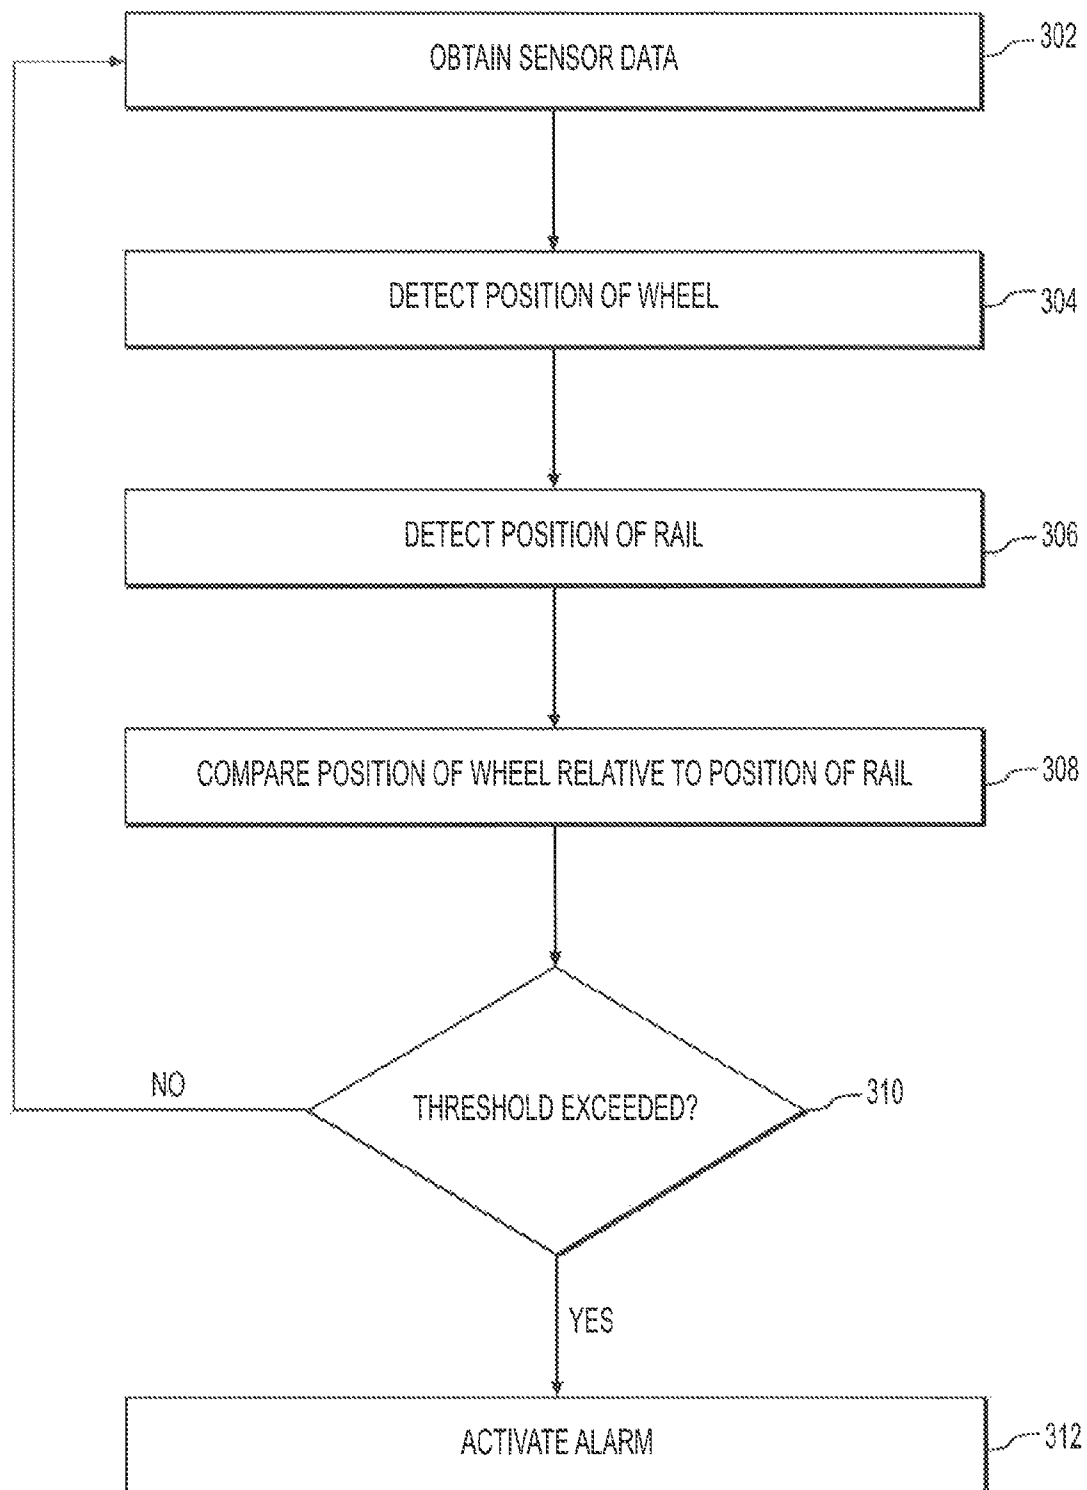 OBTAIN SENSOR DATA
302
DETECT POSITION OF WHEEL
304
DETECT POSITION OF RAIL
306
COMPARE POSITION OF WHEEL RELATIVE TO POSITION OF RAIL
308
NO
THRESHOLD EXCEEDED?
310
YES
ACTIVATE ALARM
312